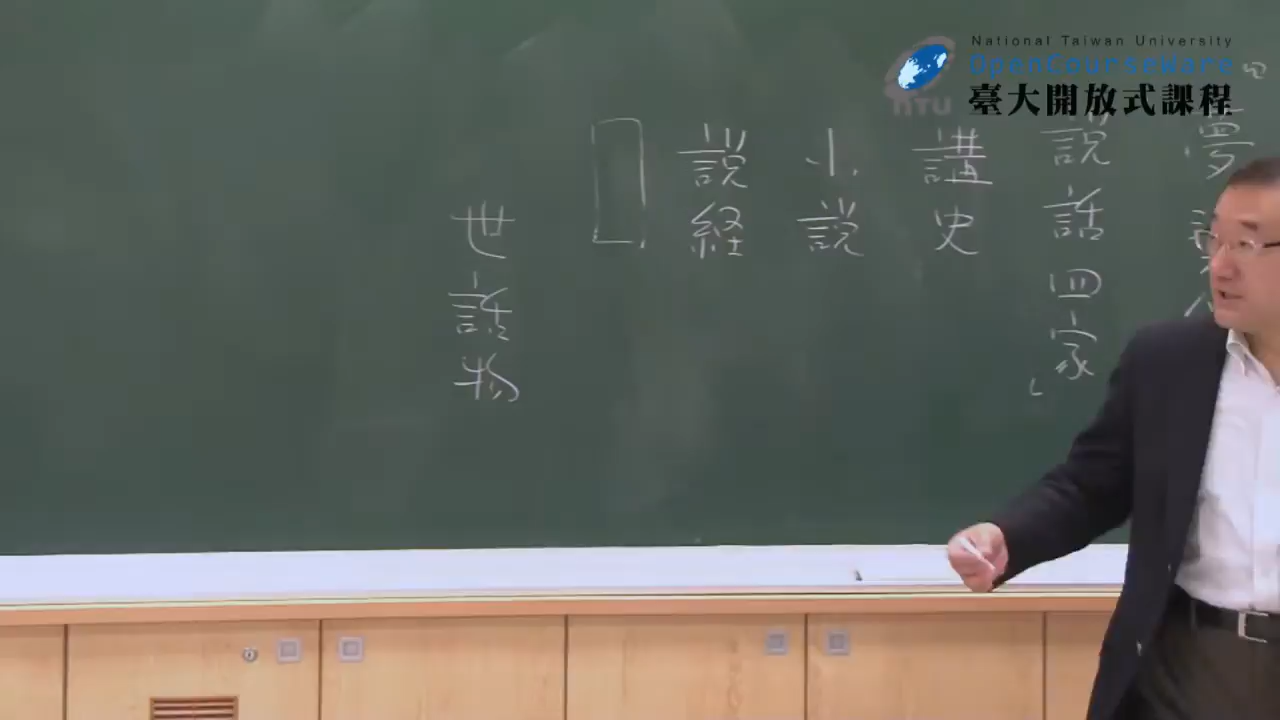 National Taiwan University
OpenCourseWare
NTU
臺大開放式課程
夢
説話四家
講史
小説
説経
世話物